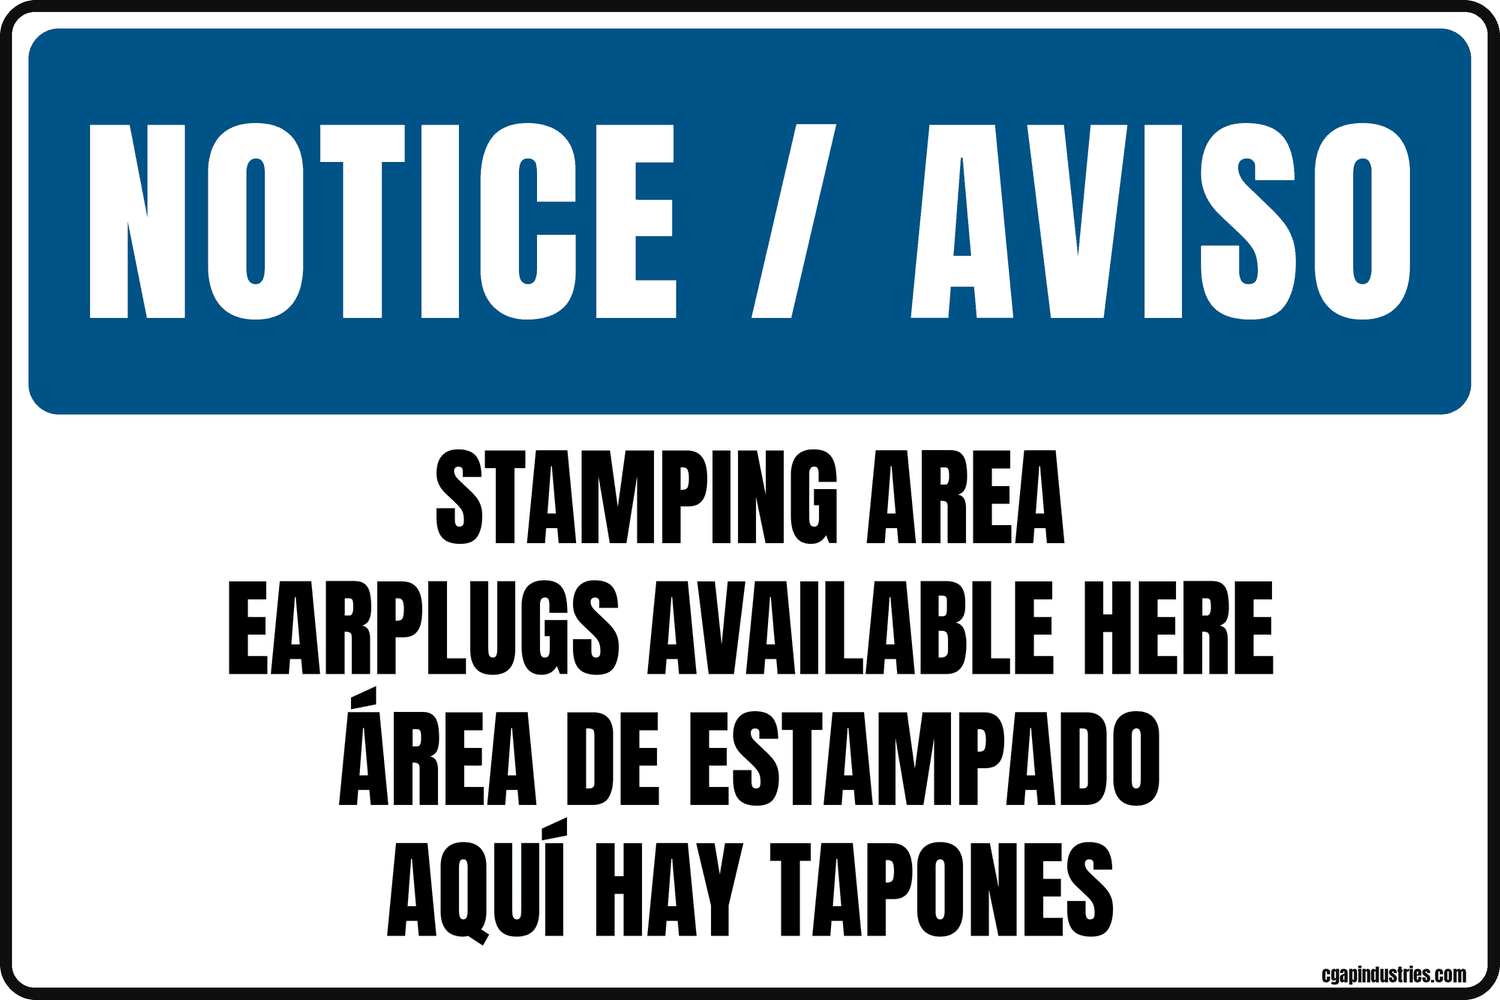 NOTICE / AVISO
STAMPING AREA
EARPLUGS AVAILABLE HERE
ÁREA DE ESTAMPADO
AQUÍ HAY TAPONES
cgapindustries.com